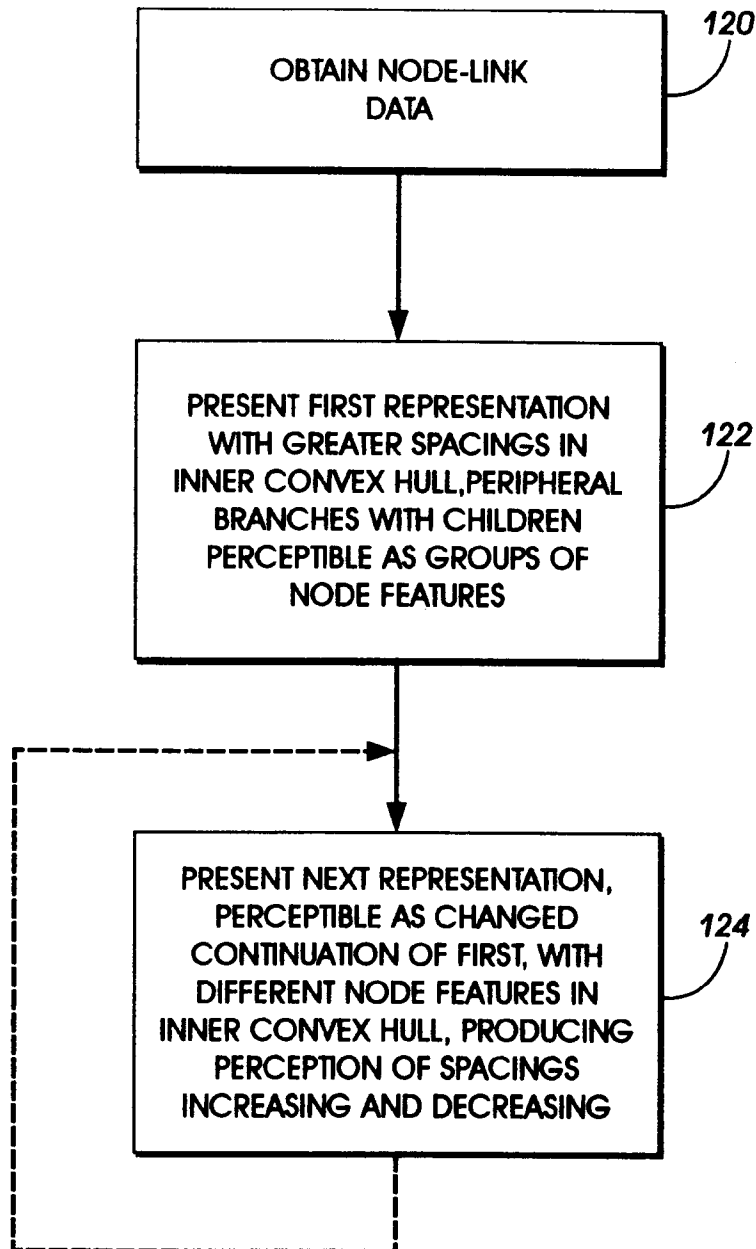 120
OBTAIN NODE-LINK
DATA
PRESENT FIRST REPRESENTATION
WITH GREATER SPACINGS IN
INNER CONVEX HULL,PERIPHERAL
BRANCHES WITH CHILDREN
PERCEPTIBLE AS GROUPS OF
NODE FEATURES
122
PRESENT NEXT REPRESENTATION,
PERCEPTIBLE AS CHANGED
CONTINUATION OF FIRST, WITH
DIFFERENT NODE FEATURES IN
INNER CONVEX HULL, PRODUCING
PERCEPTION OF SPACINGS
INCREASING AND DECREASING
124